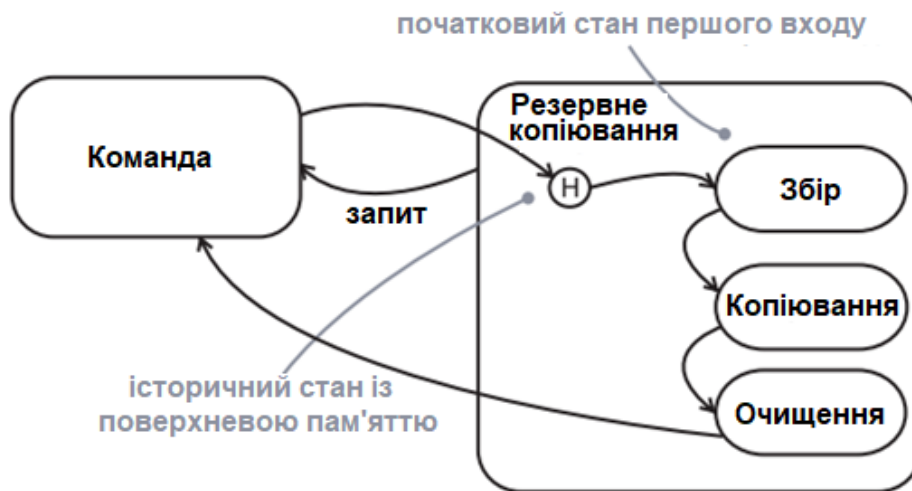 початковий стан першого входу
Резервне
копіювання
Команда
H
Збір
запит
Копіювання
історичний стан із
поверхневою пам'яттю
Очищення